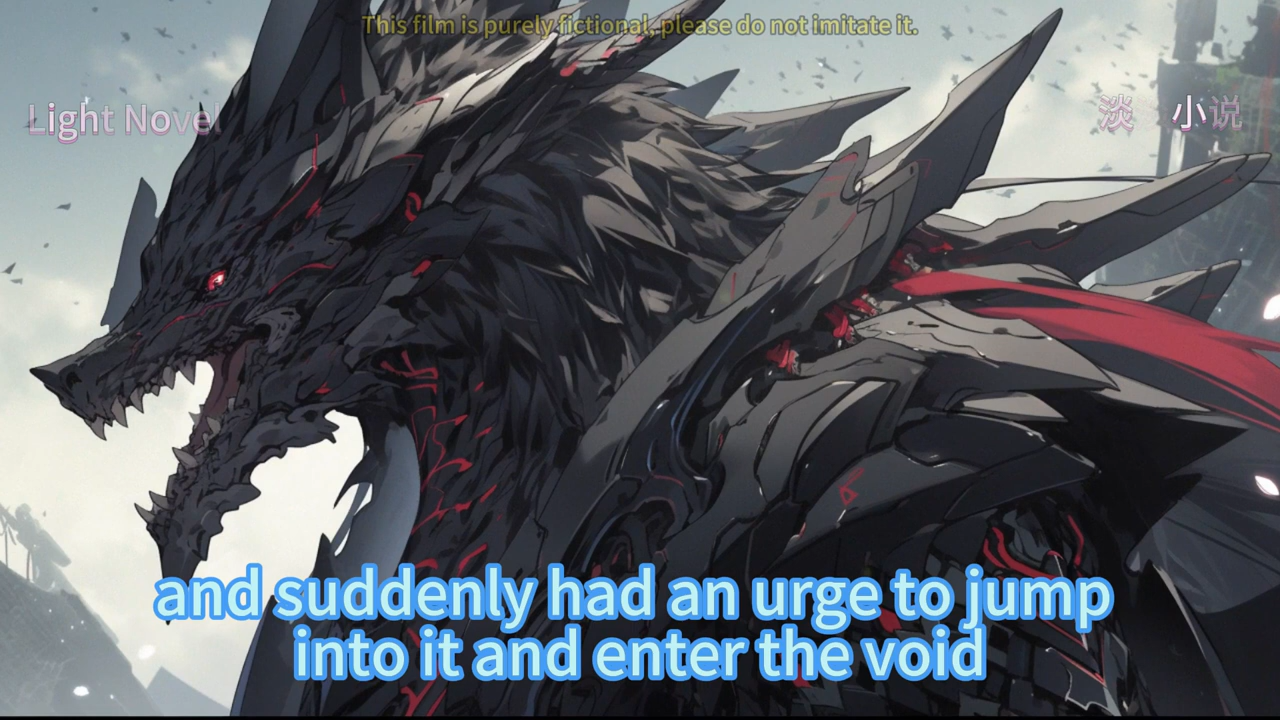 This film is purely fictional, please do not imitate it.
Light Novel
淡 小说
and suddenly had an urge to jump
into it and enter the void